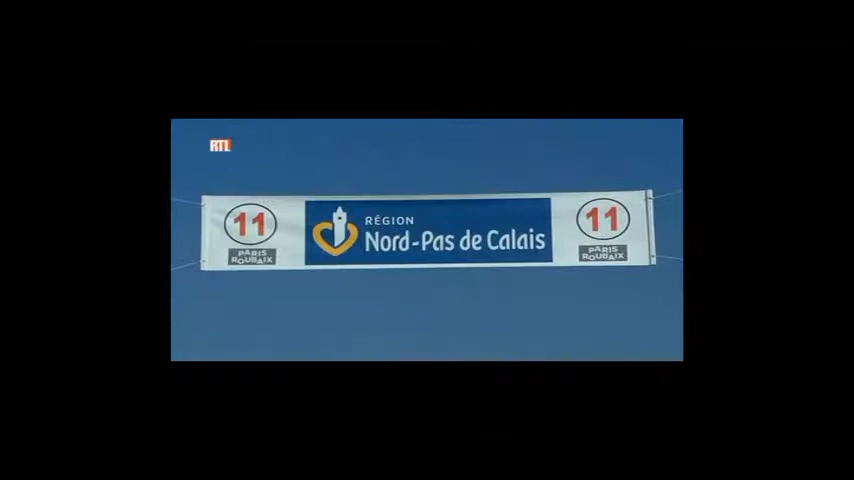 RTL
11
PARIS
ROUBAIX
RÉGION
Nord-Pas de Calais
11
PARIS
ROUBAIX